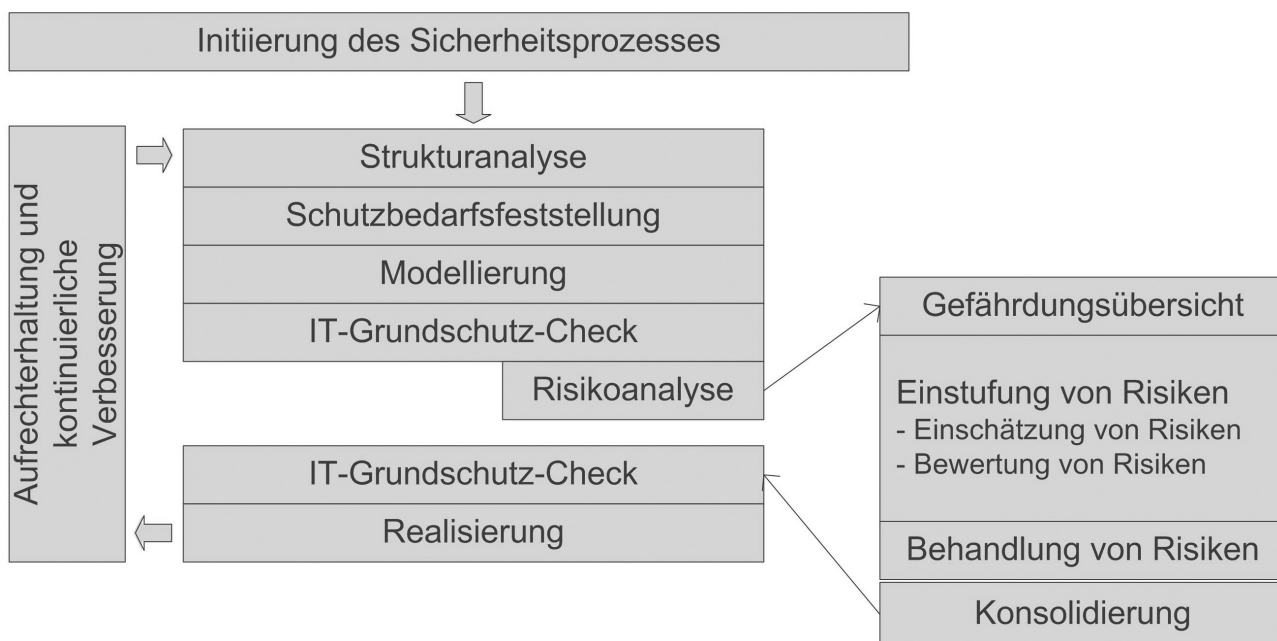 Initiierung des Sicherheitsprozesses
Aufrechterhaltung und
kontinuierliche
Verbesserung
Strukturanalyse
Schutzbedarfsfeststellung
Modellierung
IT-Grundschutz-Check
Risikoanalyse
IT-Grundschutz-Check
Realisierung
Gefährdungsübersicht
Einstufung von Risiken
- Einschätzung von Risiken
- Bewertung von Risiken
Behandlung von Risiken
Konsolidierung